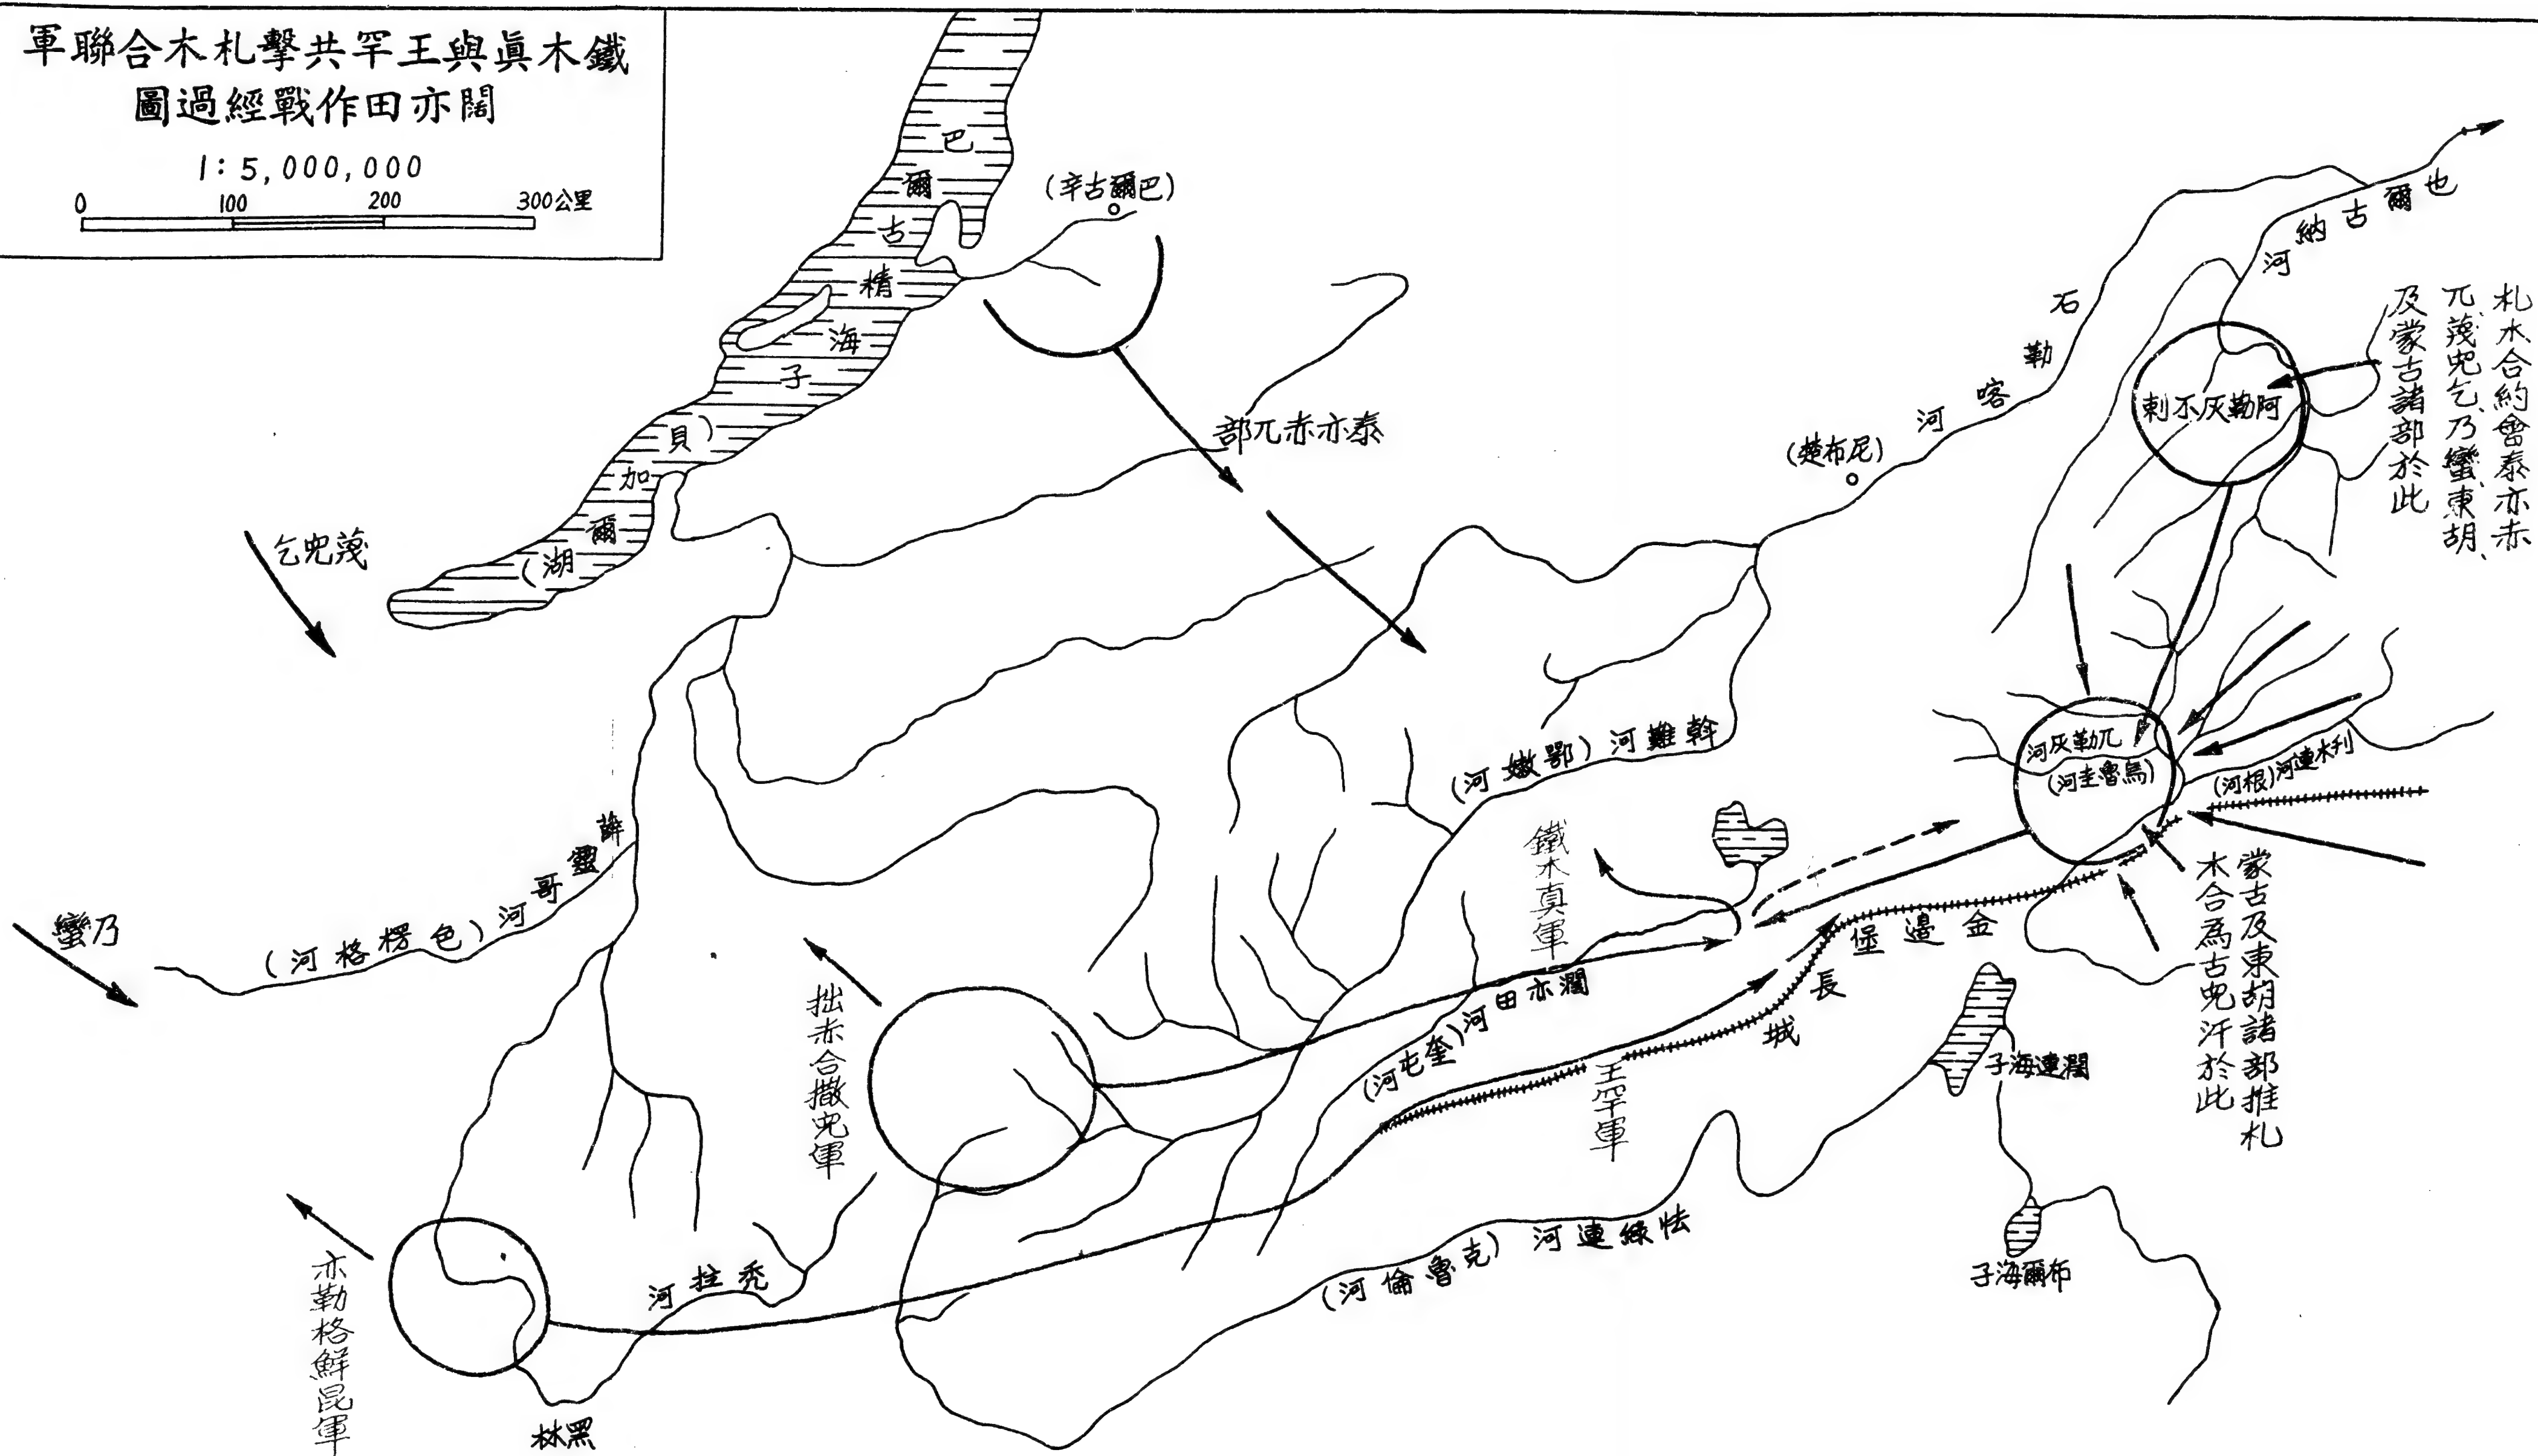 鐵木眞與王罕共擊札木合聯軍
闊亦田作戰經過圖
1:5,000,000
0 100 200 300公里
巴爾古精海子
(貝加爾湖)
(巴爾古辛)
泰亦赤兀部
蔑兒乞
乃蠻
薛靈哥河(色楞格河)
石勒喀河
(尼布楚)
也爾古納河
札木合約會泰亦赤
兀、蔑兒乞、乃蠻、東胡、
及蒙古諸部於此
阿勒灰不剌
兀勒灰河
(烏魯圭河)
刋木連河(根河)
斡難河(鄂嫩河)
鐵木真軍
濶亦田河(奎屯河)
金邊堡
長城
王罕軍
蒙古及東胡諸部推札
木合為古兒汗於此
濶連海子
布爾海子
怯綠連河(克魯倫河)
拙赤合撒兒軍
禿拉河
亦勒格鮮昆軍
黑林